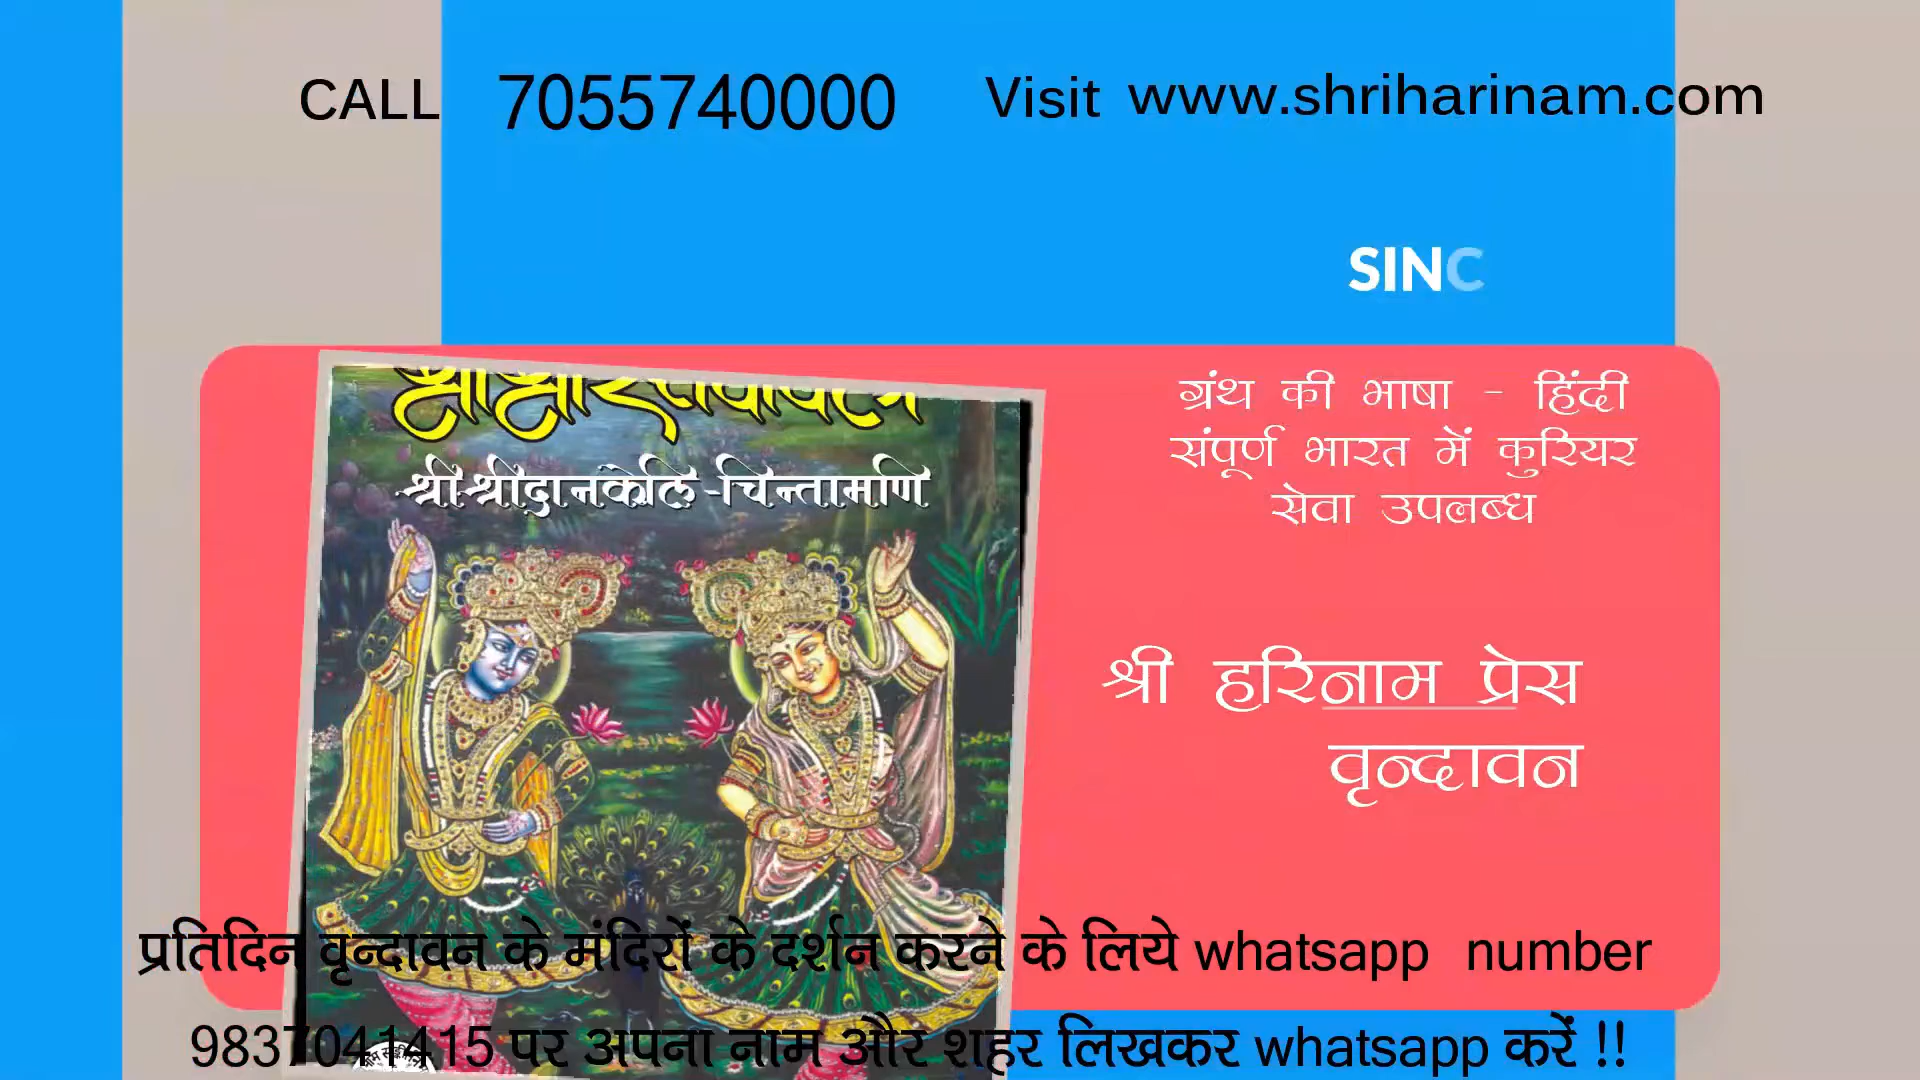 CALL 7055740000 Visit www.shriharinam.com
SINC
श्रीश्रीदानकेलि-चिन्तामणि
ग्रंथ की भाषा - हिंदी
संपूर्ण भारत में कुरियर
सेवा उपलब्ध
श्री हरिनाम प्रेस
वृन्दावन
प्रतिदिन वृन्दावन के मंदिरों के दर्शन करने के लिये whatsapp number
9837041415 पर अपना नाम और शहर लिखकर whatsapp करें !!